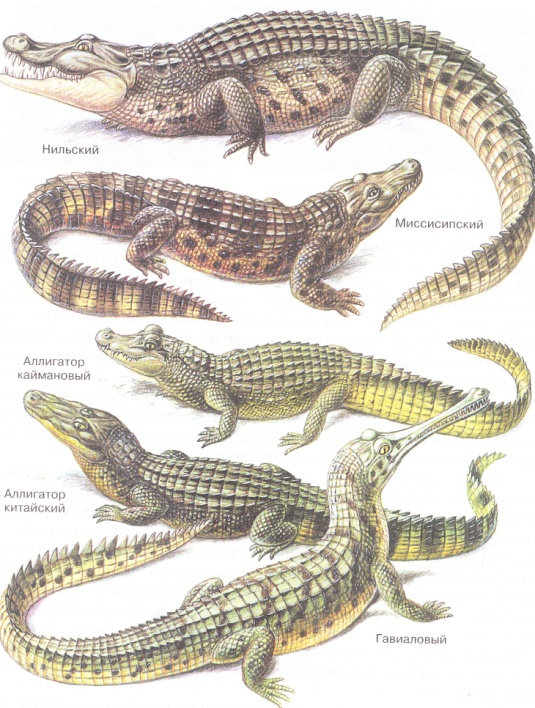 Нильский
Миссисипский
Аллигатор
каймановый
Аллигатор
китайский
Гавиаловый